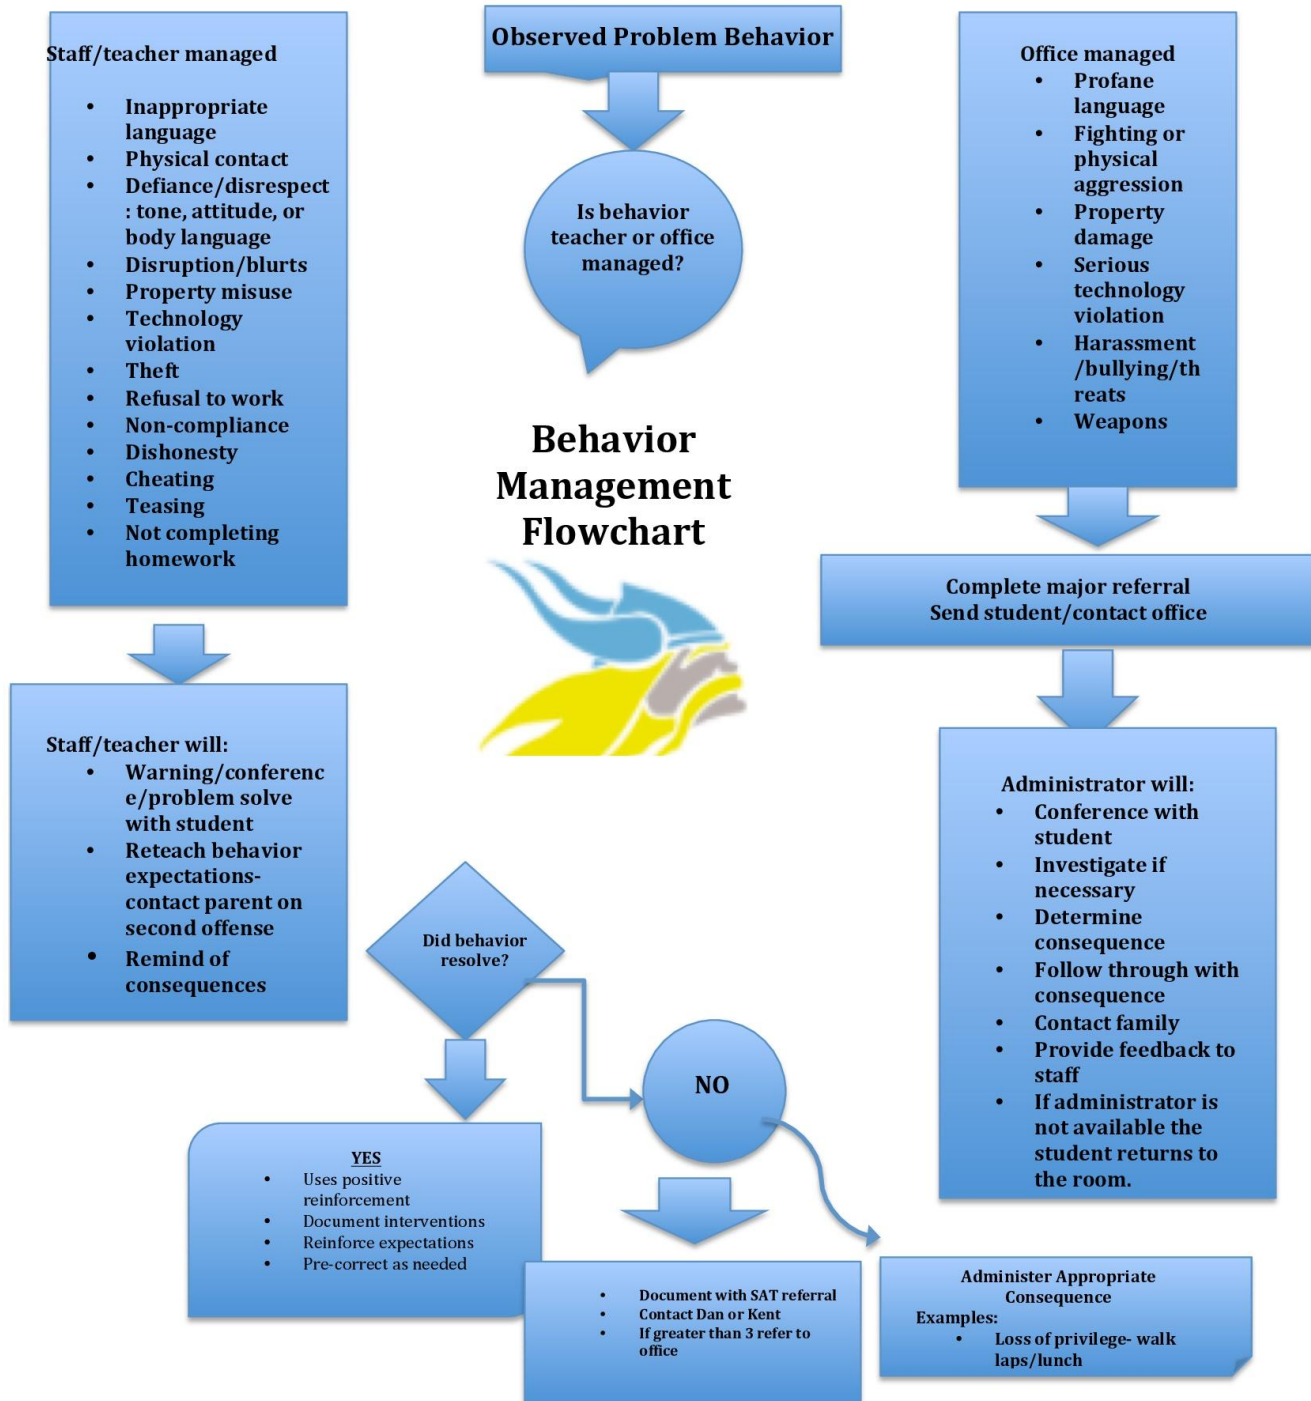 Observed Problem Behavior
Is behavior
teacher or office
managed?
Behavior
Management
Flowchart
Staff/teacher managed
• Inappropriate
language
• Physical contact
• Defiance/disrespect
: tone, attitude, or
body language
• Disruption/blurts
• Property misuse
• Technology
violation
• Theft
• Refusal to work
• Non-compliance
• Dishonesty
• Cheating
• Teasing
• Not completing
homework
Staff/teacher will:
• Warning/conferenc
e/problem solve
with student
• Reteach behavior
expectations-
contact parent on
second offense
• Remind of
consequences
Office managed
• Profane
language
• Fighting or
physical
aggression
• Property
damage
• Serious
technology
violation
• Harassment
/bullying/th
reats
• Weapons
Complete major referral
Send student/contact office
Administrator will:
• Conference with
student
• Investigate if
necessary
• Determine
consequence
• Follow through with
consequence
• Contact family
• Provide feedback to
staff
• If administrator is
not available the
student returns to
the room.
Did behavior
resolve?
NO
YES
• Uses positive
reinforcement
• Document interventions
• Reinforce expectations
• Pre-correct as needed
• Document with SAT referral
• Contact Dan or Kent
• If greater than 3 refer to
office
Administer Appropriate
Consequence
Examples:
• Loss of privilege- walk
laps/lunch